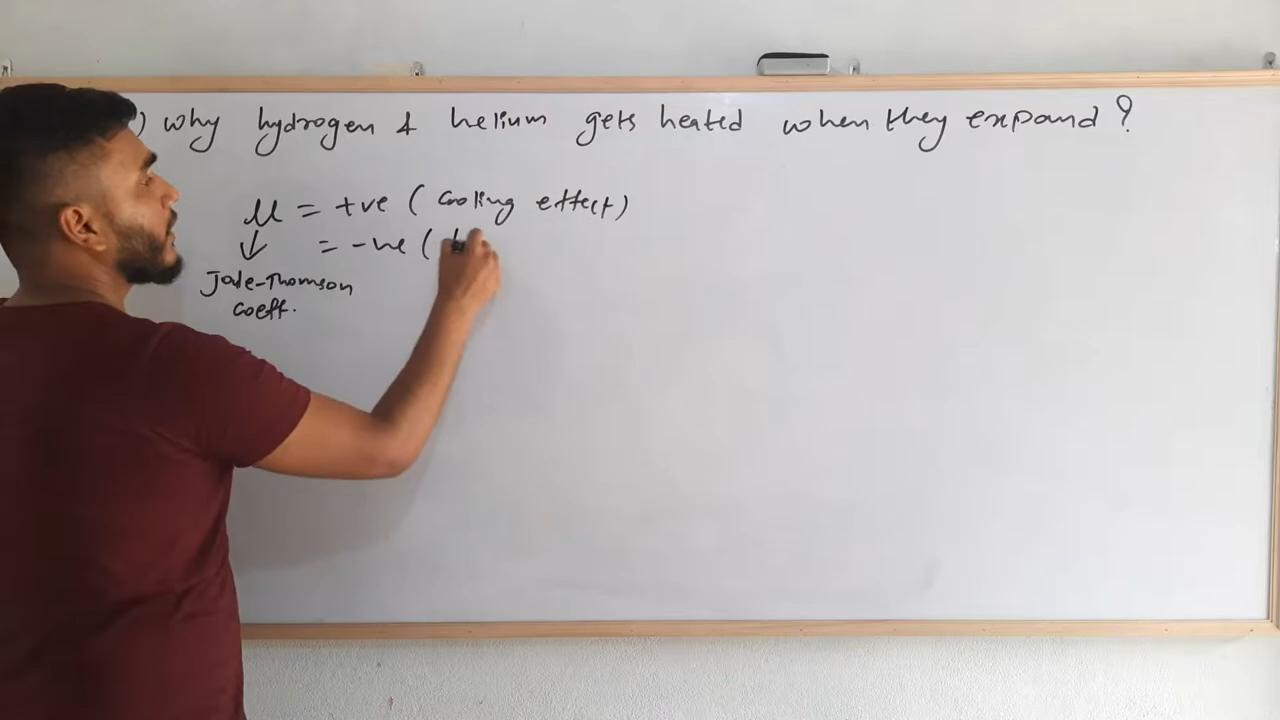 ) why hydrogen & helium gets heated when they expand ?
μ = +ve ( cooling effect)
↓ = -ve (
Joule-Thomson
coeff.